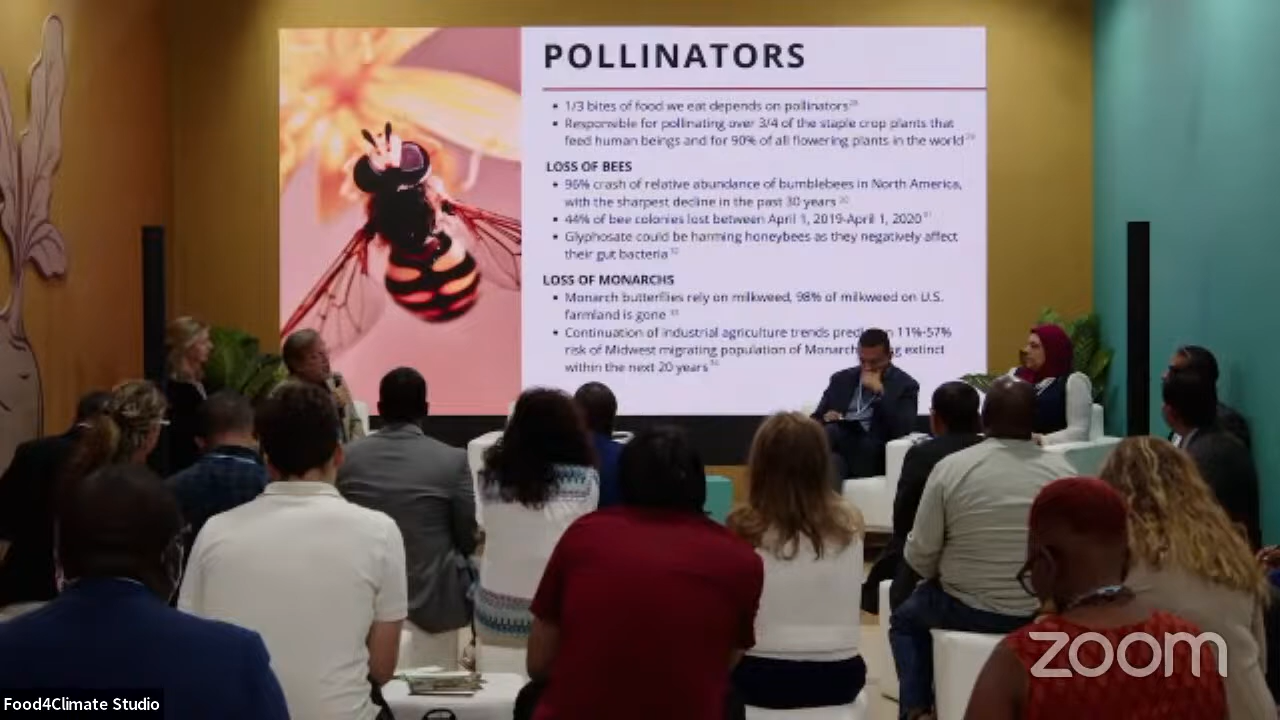 POLLINATORS
1/3 bites of food we eat depends on pollinators
Responsible for pollinating over 3/4 of the staple crop plants that
feed human beings and for 90% of all flowering plants in the world
LOSS OF BEES
96% crash of relative abundance of bumblebees in North America,
with the sharpest decline in the past 30 years
44% of bee colonies lost between April 1, 2019-April 1, 2020
Glyphosate could be harming honeybees as they negatively affect
their gut bacteria
LOSS OF MONARCHS
Monarch butterflies rely on milkweed, 98% of milkweed on U.S.
farmland is gone
Continuation of industrial agriculture trends 11%-57%
risk of Midwest migrating population of extinct
within the next 20 years
zoom
Food4Climate Studio